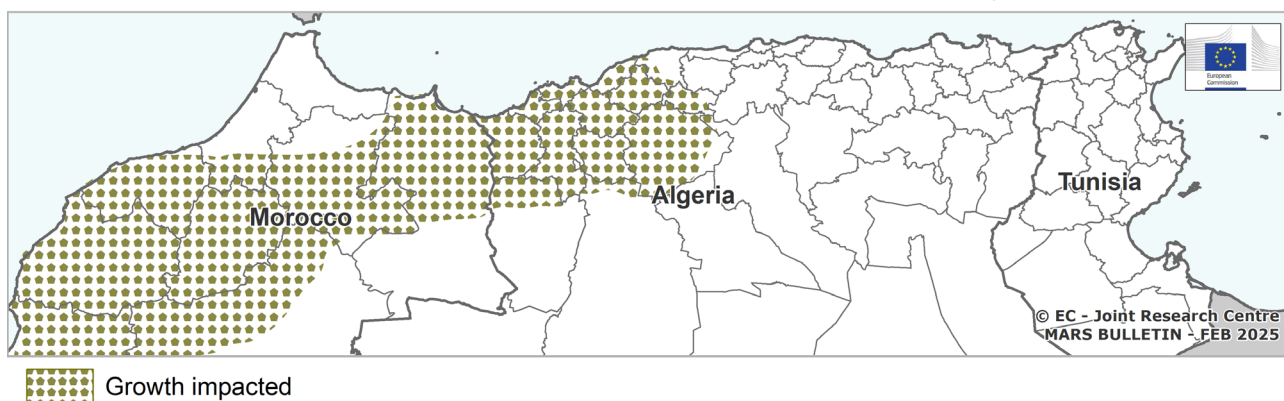 European
Commission
Morocco
Algeria
Tunisia
© EC - Joint Research Centre
MARS BULLETIN - FEB 2025
Growth impacted